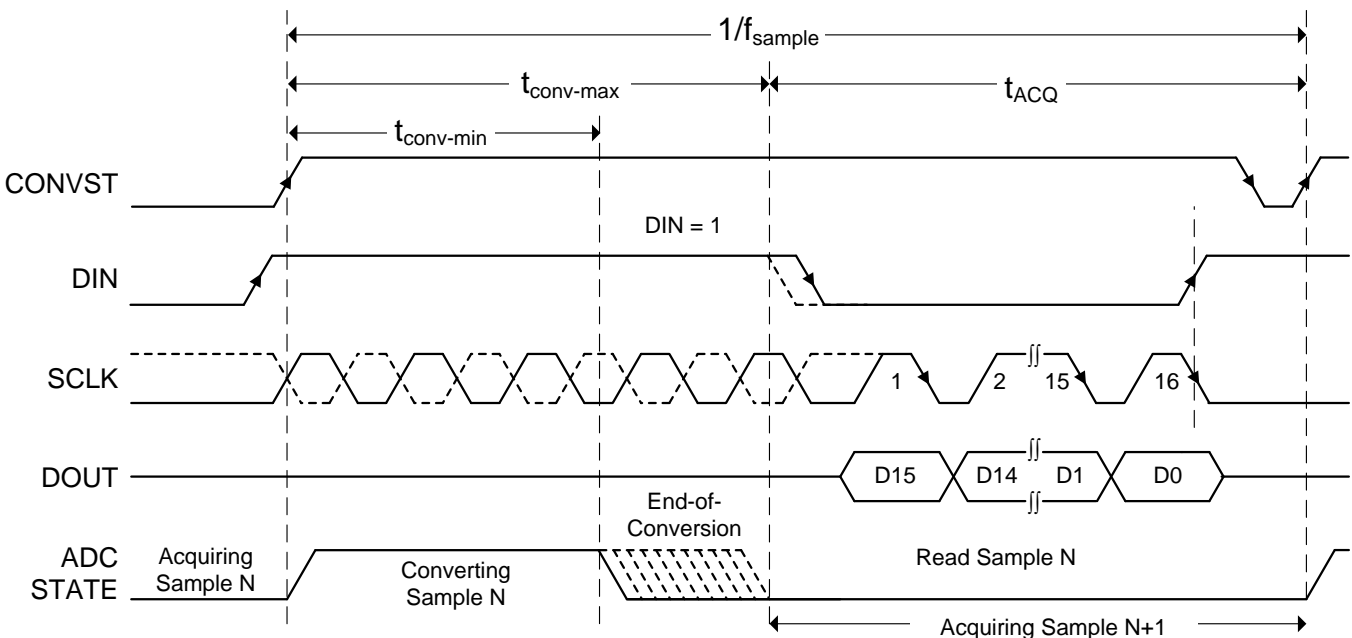 1/fsample
tconv-max
tACQ
tconv-min
CONVST
DIN = 1
DIN
SCLK
1
2
15
16
DOUT
D15
D14
D1
D0
End-of-
Conversion
ADC
STATE
Acquiring
Sample N
Converting
Sample N
Read Sample N
Acquiring Sample N+1